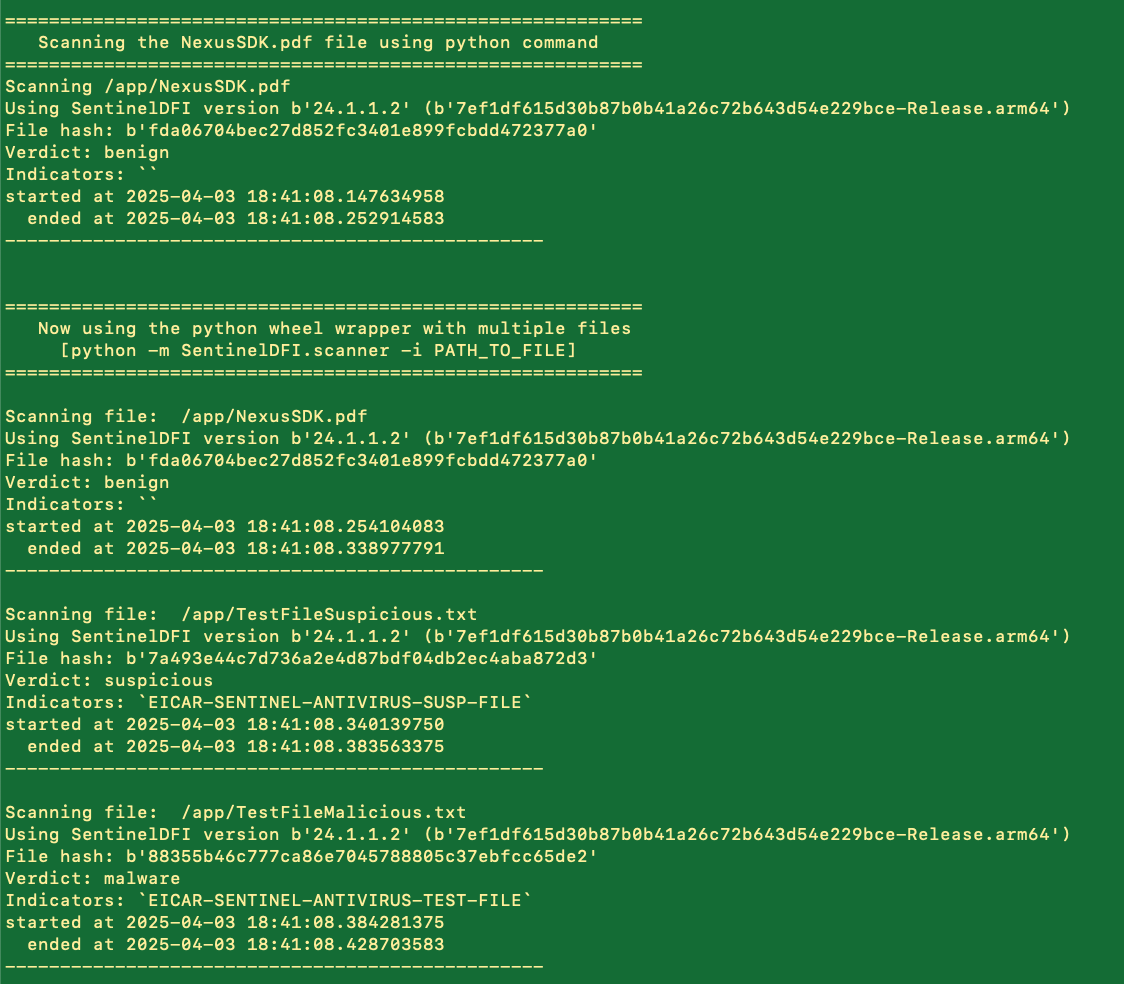 ==========================================================
   Scanning the NexusSDK.pdf file using python command
==========================================================
Scanning /app/NexusSDK.pdf
Using SentinelDFI version b'24.1.1.2' (b'7ef1df615d30b87b0b41a26c72b643d54e229bce-Release.arm64')
File hash: b'fda06704bec27d852fc3401e899fcbdd472377a0'
Verdict: benign
Indicators: ``
started at 2025-04-03 18:41:08.147634958
  ended at 2025-04-03 18:41:08.252914583
-------------------------------------------------
==========================================================
   Now using the python wheel wrapper with multiple files
     [python -m SentinelDFI.scanner -i PATH_TO_FILE]
==========================================================
Scanning file:  /app/NexusSDK.pdf
Using SentinelDFI version b'24.1.1.2' (b'7ef1df615d30b87b0b41a26c72b643d54e229bce-Release.arm64')
File hash: b'fda06704bec27d852fc3401e899fcbdd472377a0'
Verdict: benign
Indicators: ``
started at 2025-04-03 18:41:08.254104083
  ended at 2025-04-03 18:41:08.338977791
-------------------------------------------------
Scanning file:  /app/TestFileSuspicious.txt
Using SentinelDFI version b'24.1.1.2' (b'7ef1df615d30b87b0b41a26c72b643d54e229bce-Release.arm64')
File hash: b'7a493e44c7d736a2e4d87bdf04db2ec4aba872d3'
Verdict: suspicious
Indicators: `EICAR-SENTINEL-ANTIVIRUS-SUSP-FILE`
started at 2025-04-03 18:41:08.340139750
  ended at 2025-04-03 18:41:08.383563375
-------------------------------------------------
Scanning file:  /app/TestFileMalicious.txt
Using SentinelDFI version b'24.1.1.2' (b'7ef1df615d30b87b0b41a26c72b643d54e229bce-Release.arm64')
File hash: b'88355b46c777ca86e7045788805c37ebfcc65de2'
Verdict: malware
Indicators: `EICAR-SENTINEL-ANTIVIRUS-TEST-FILE`
started at 2025-04-03 18:41:08.384281375
  ended at 2025-04-03 18:41:08.428703583
-------------------------------------------------